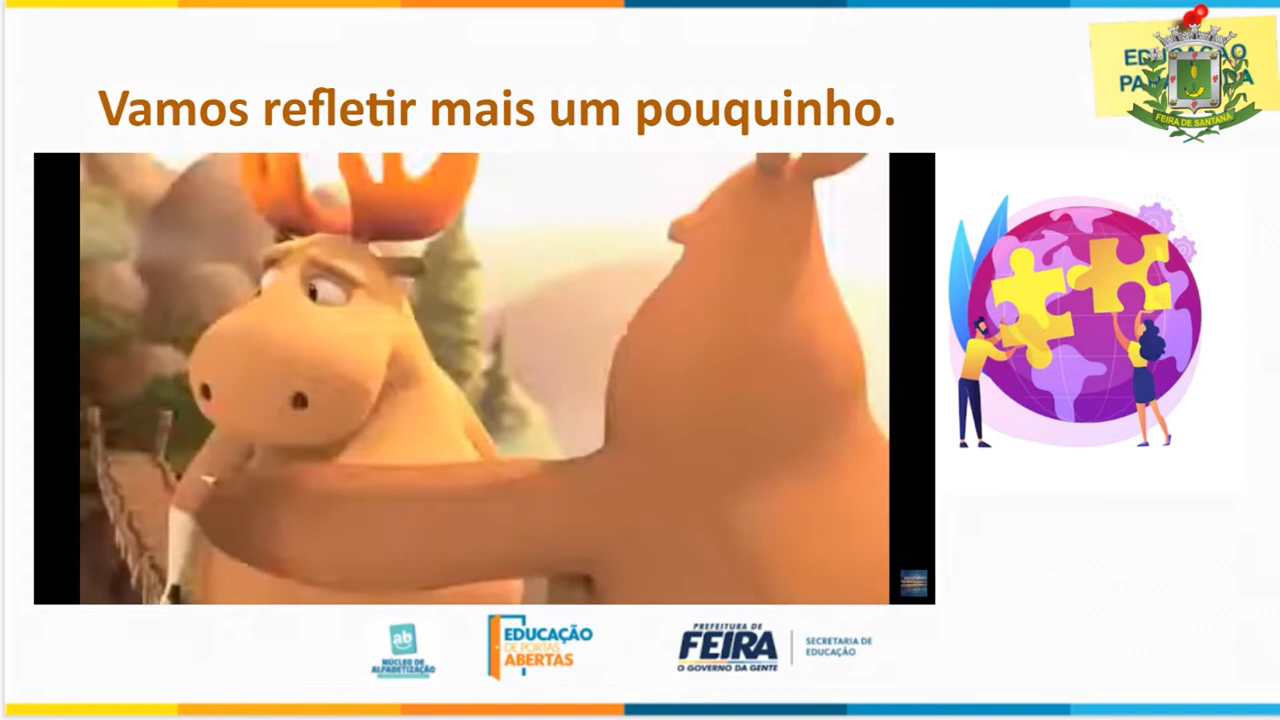 Vamos refletir mais um pouquinho.
FEIRA DE SANTANA
ab
NÚCLEO DE
ALFABETIZAÇÃO
EDUCAÇÃO
DE PORTAS
ABERTAS
PREFEITURA DE
FEIRA
O GOVERNO DA GENTE
SECRETARIA DE
EDUCAÇÃO